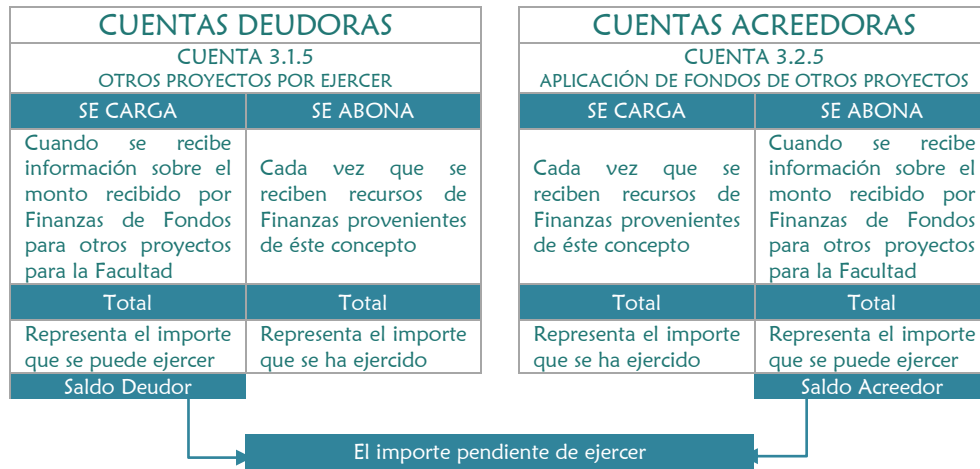 CUENTAS DEUDORAS
CUENTA 3.1.5
OTROS PROYECTOS POR EJERCER
SE CARGA
SE ABONA
Cuando se recibe
información sobre el
monto recibido por
Finanzas de Fondos
para otros proyectos
para la Facultad
Cada vez que se
reciben recursos de
Finanzas provenientes
de éste concepto
Total
Total
Representa el importe
que se puede ejercer
Representa el importe
que se ha ejercido
Saldo Deudor
CUENTAS ACREEDORAS
CUENTA 3.2.5
APLICACIÓN DE FONDOS DE OTROS PROYECTOS
SE CARGA
SE ABONA
Cada vez que se
reciben recursos de
Finanzas provenientes
de éste concepto
Cuando se recibe
información sobre el
monto recibido por
Finanzas de Fondos
para otros proyectos
para la Facultad
Total
Total
Representa el importe
que se ha ejercido
Representa el importe
que se puede ejercer
Saldo Acreedor
El importe pendiente de ejercer